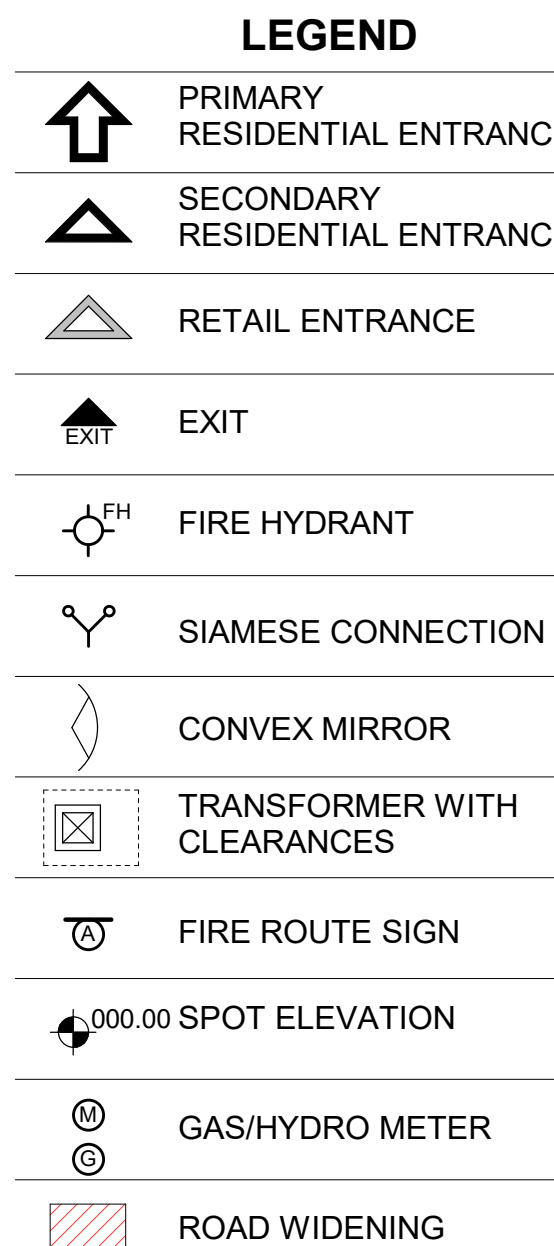 LEGEND
PRIMARY
RESIDENTIAL ENTRANC
SECONDARY
RESIDENTIAL ENTRANC
RETAIL ENTRANCE
EXIT EXIT
FH FIRE HYDRANT
SIAMESE CONNECTION
CONVEX MIRROR
TRANSFORMER WITH
CLEARANCES
A FIRE ROUTE SIGN
000.00 SPOT ELEVATION
M
GAS/HYDRO METER
G
ROAD WIDENING